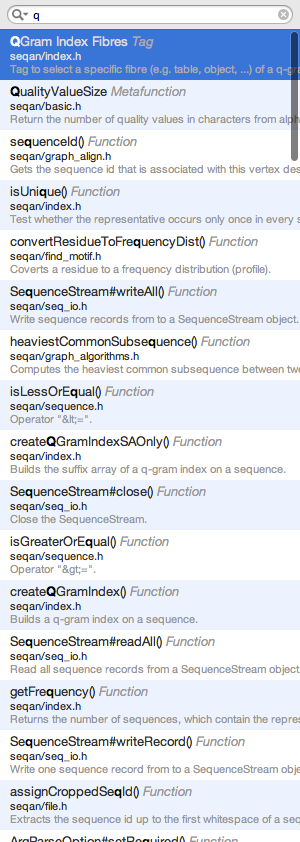 q
QGram Index Fibres Tag
seqan/index.h
Tag to select a specific fibre (e.g. table, object, ...) of a q-gra
QualityValueSize Metafunction
seqan/basic.h
Return the number of quality values in characters from alph
sequenceId() Function
seqan/graph_align.h
Gets the sequence id that is associated with this vertex des
isUnique() Function
seqan/index.h
Test whether the representative occurs only once in every s
convertResidueToFrequencyDist() Function
seqan/find_motif.h
Coverts a residue to a frequency distribution (profile).
SequenceStream#writeAll() Function
seqan/seq_io.h
Write sequence records from to a SequenceStream object.
heaviestCommonSubsequence() Function
seqan/graph_algorithms.h
Computes the heaviest common subsequence between two
isLessOrEqual() Function
seqan/sequence.h
Operator "&lt;=".
createQGramIndexSAOnly() Function
seqan/index.h
Builds the suffix array of a q-gram index on a sequence.
SequenceStream#close() Function
seqan/seq_io.h
Close the SequenceStream.
isGreaterOrEqual() Function
seqan/sequence.h
Operator "&gt;=".
createQGramIndex() Function
seqan/index.h
Builds a q-gram index on a sequence.
SequenceStream#readAll() Function
seqan/seq_io.h
Read all sequence records from a SequenceStream object
getFrequency() Function
seqan/index.h
Returns the number of sequences, which contain the repres
SequenceStream#writeRecord() Function
seqan/seq_io.h
Write one sequence record from to a SequenceStream obje
assignCroppedSeqId() Function
seqan/file.h
Extracts the sequence id up to the first whitespace of a seq
ArgParseOption#setRequired() Function